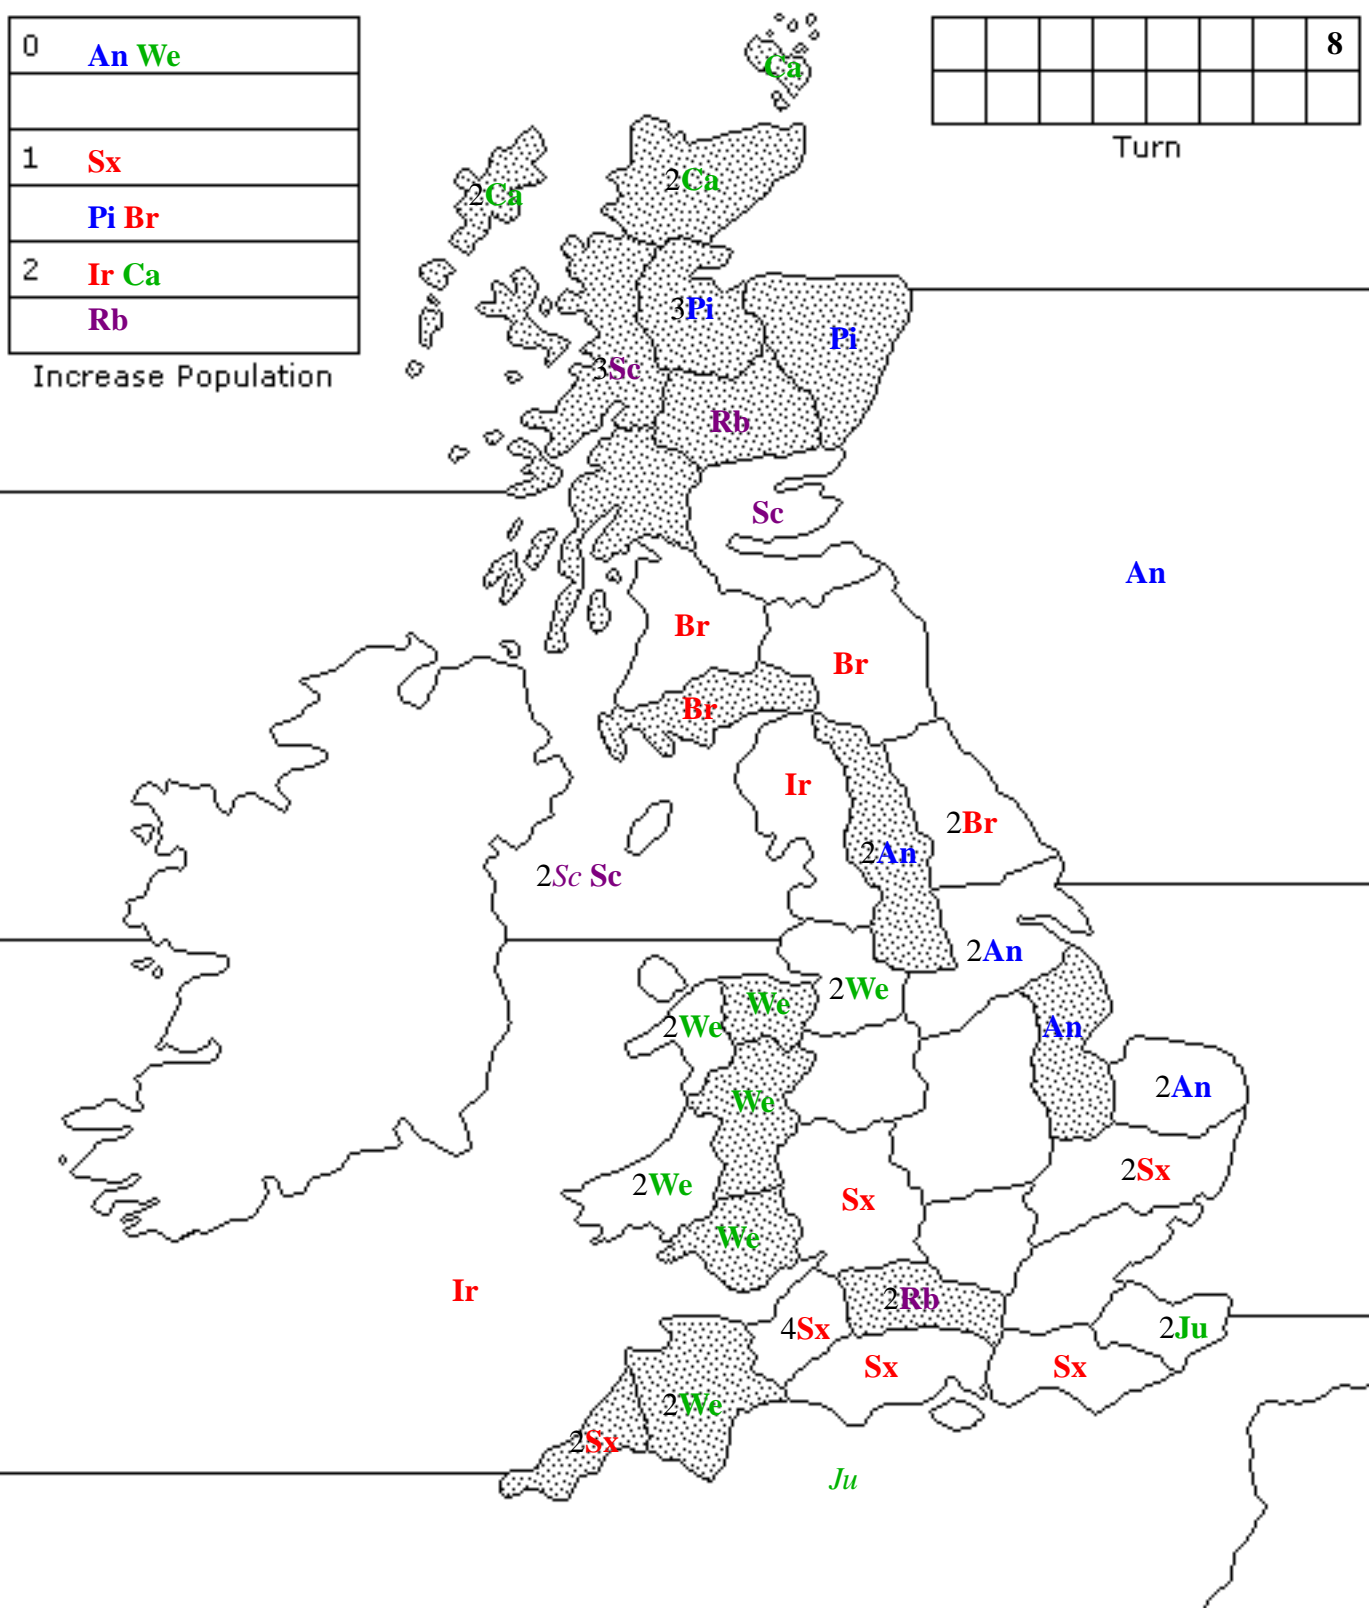 0 An We
1 Sx
Pi Br
2 Ir Ca
Rb
Increase Population
8
Turn
Ca
2Ca
2Ca
3Pi
Pi
3Sc
Rb
Sc
An
Br
Br
Br
Ir
2Br
2An
2Sc Sc
2An
2We
We
2We
An
2An
We
2Sx
2We
Sx
We
Ir
2Rb
4Sx
2Ju
Sx
Sx
2We
2Sx
Ju